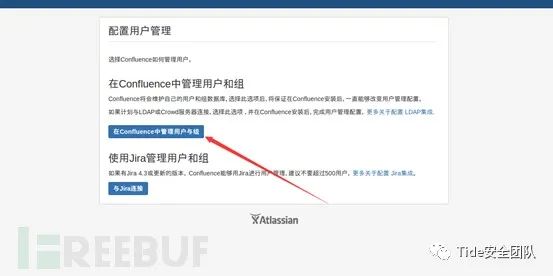 配置用户管理
选择Confluence如何管理用户。
在Confluence中管理用户和组
Confluence将会维护自己的用户和组数据库,选择此选项后,将保证在Confluence安装后,一直能够改变用户管理配置。
如果计划与LDAP或Crowd服务器连接,选择此选项,并在Confluence安装后,完成用户管理配置。更多关于配置 LDAP集成.
在Confluence中管理用户与组
使用Jira管理用户和组
如果有Jira 4.3或更新的版本,Confluence能够用Jira进行用户管理,建议不要超过500用户。更多关于配置 Jira集成。
与Jira连接
Atlassian
FREEBUF
Tide安全团队